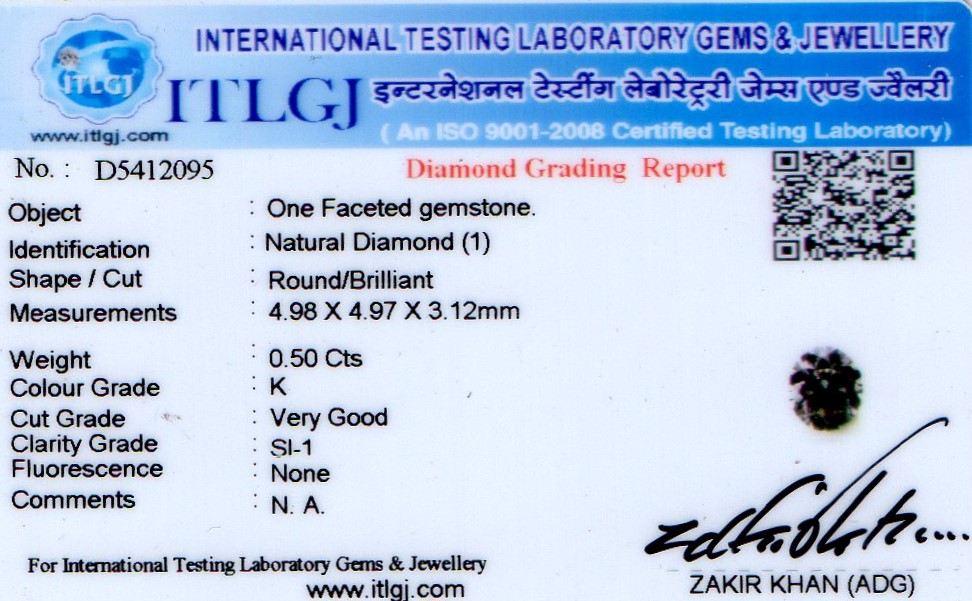 INTERNATIONAL TESTING LABORATORY GEMS & JEWELLERY
ITLGJ
ITLGJ इन्टरनेशनल टेस्टींग लेबोरेट्ररी जेम्स एण्ड ज्वैलरी
www.itlgj.com
( An ISO 9001-2008 Certified Testing Laboratory)
No. : D5412095
Diamond Grading Report
Object : One Faceted gemstone.
Identification : Natural Diamond (1)
Shape / Cut : Round/Brilliant
Measurements : 4.98 X 4.97 X 3.12mm
Weight : 0.50 Cts
Colour Grade : K
Cut Grade : Very Good
Clarity Grade : SI-1
Fluorescence : None
Comments : N. A.
For International Testing Laboratory Gems & Jewellery
www.itlgj.com
ZAKIR KHAN (ADG)